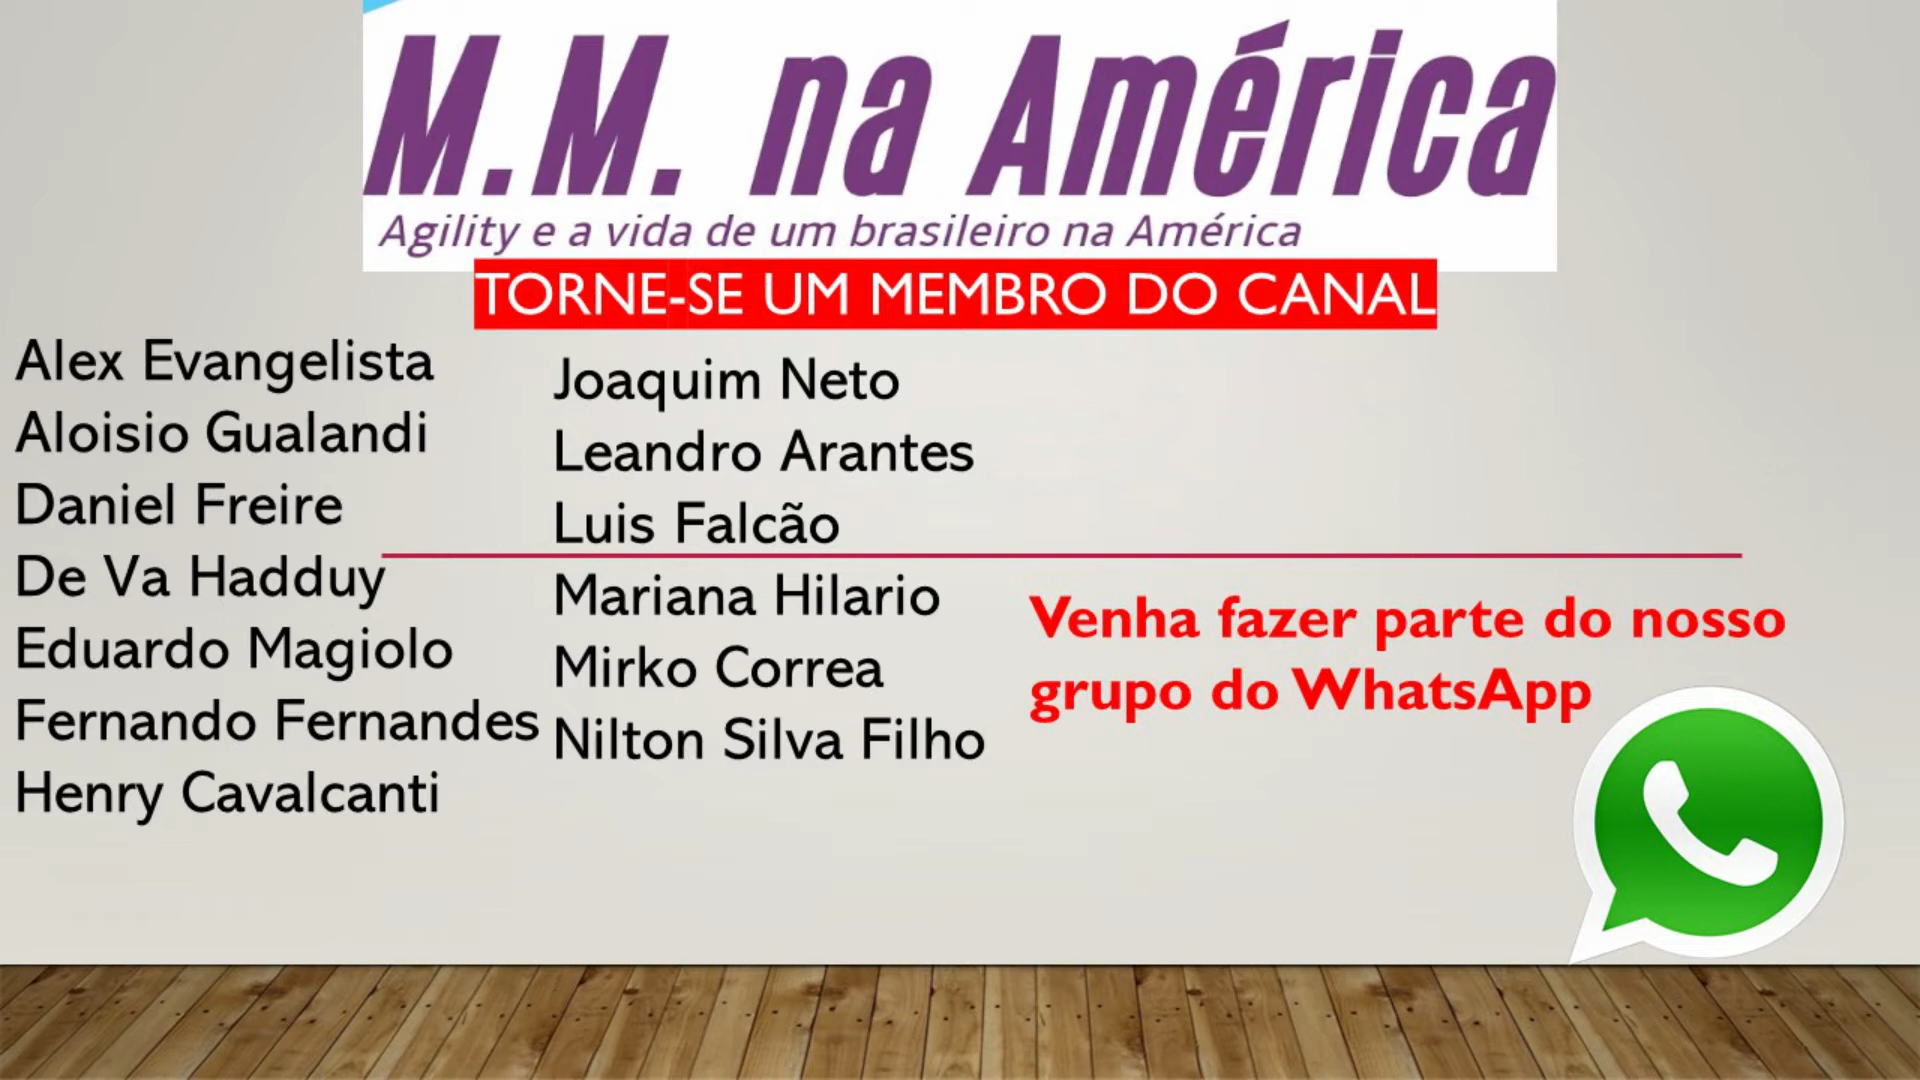 M.M. na América
Agility e a vida de um brasileiro na América
TORNE-SE UM MEMBRO DO CANAL
Alex Evangelista
Aloisio Gualandi
Daniel Freire
De Va Hadduy
Eduardo Magiolo
Fernando Fernandes
Henry Cavalcanti
Joaquim Neto
Leandro Arantes
Luis Falcão
Mariana Hilario
Mirko Correa
Nilton Silva Filho
Venha fazer parte do nosso
grupo do WhatsApp